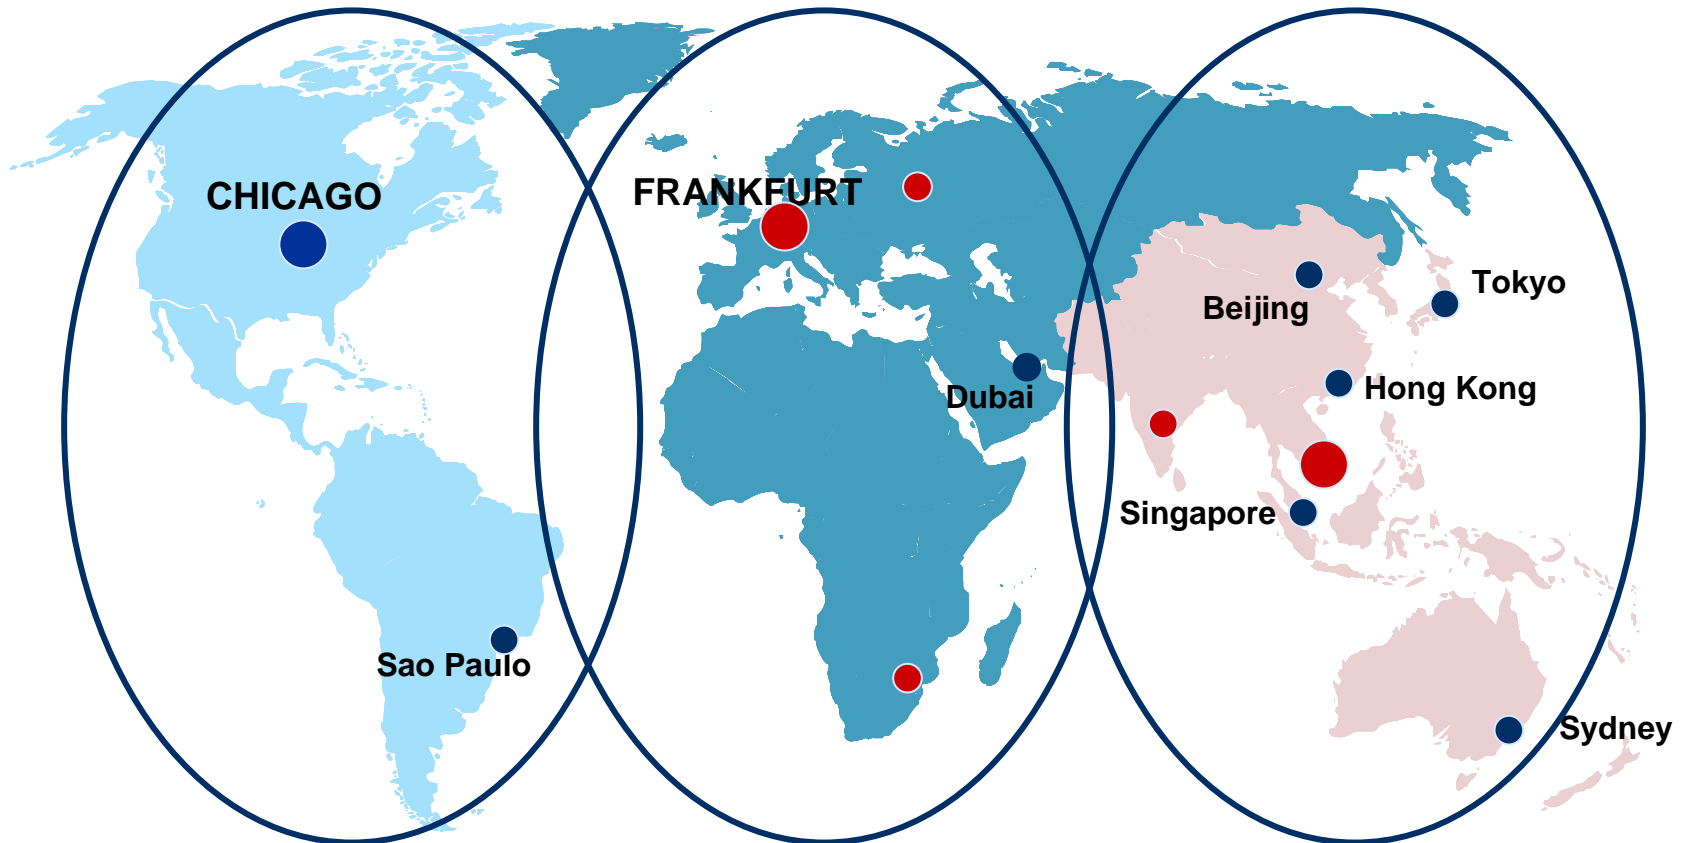 CHICAGO
FRANKFURT
Tokyo
Beijing
Hong Kong
Dubai
Singapore
Sao Paulo
Sydney